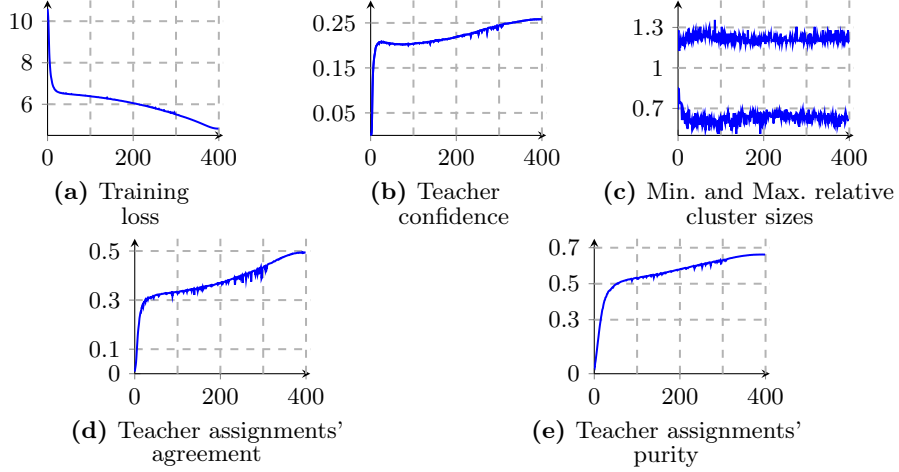 10
8
6
0 200 400
(a) Training
loss
0.25
0.15
0.05
0 200 400
(b) Teacher
confidence
1.3
1
0.7
0 200 400
(c) Min. and Max. relative
cluster sizes
0.5
0.3
0.1
0
0 200 400
(d) Teacher assignments'
agreement
0.7
0.5
0.3
0
0 200 400
(e) Teacher assignments'
purity